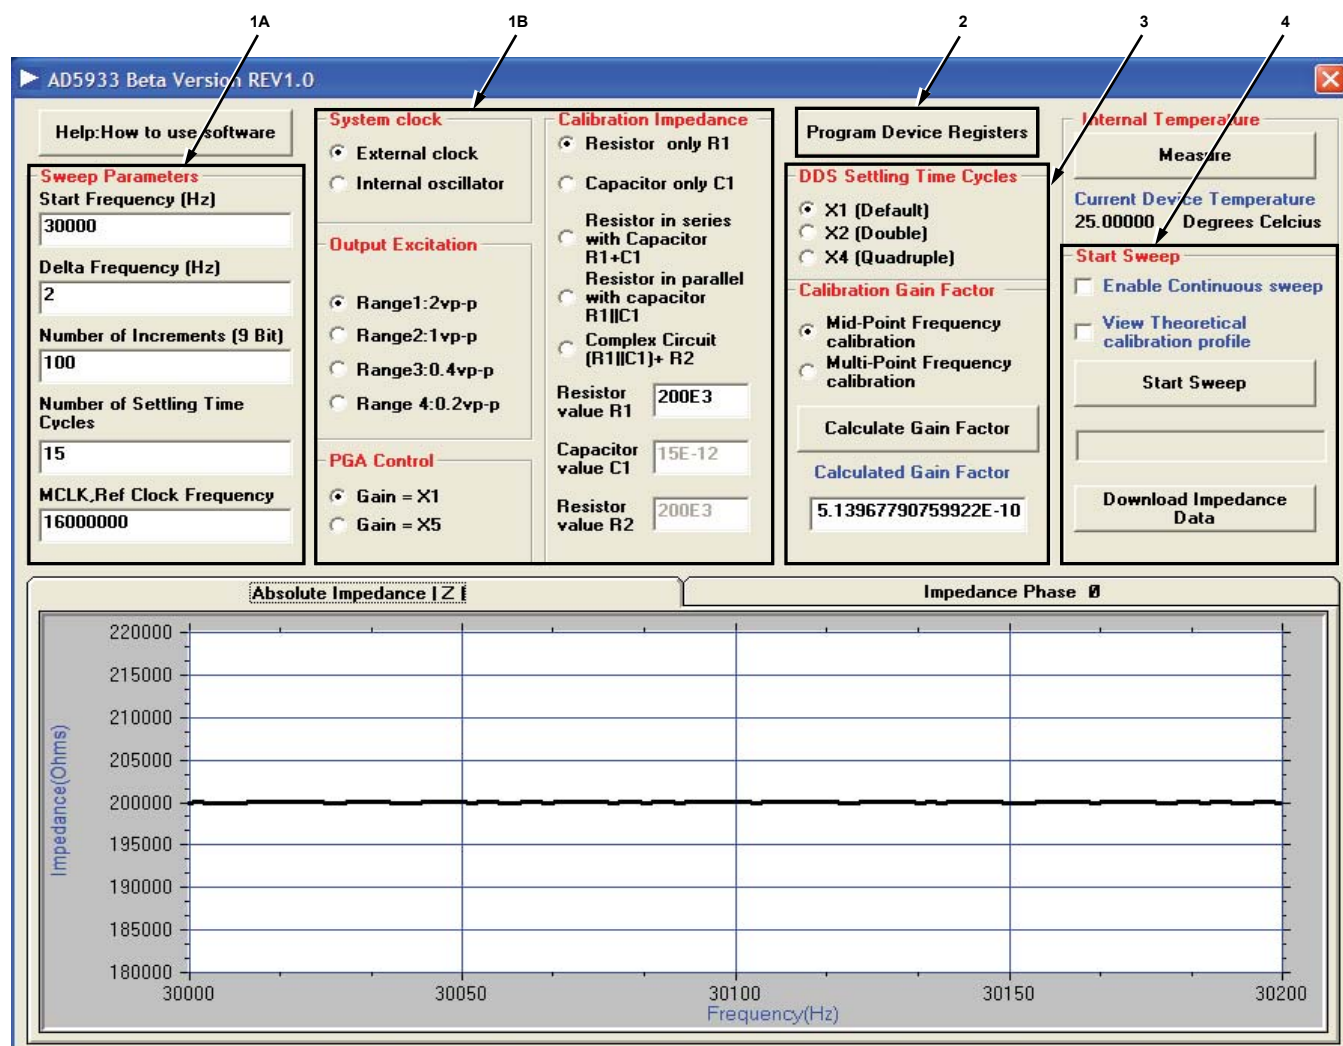 1A
1B
2
3
4
AD5933 Beta Version REV1.0
Help:How to use software
Sweep Parameters
Start Frequency (Hz)
30000
Delta Frequency (Hz)
2
Number of Increments (9 Bit)
100
Number of Settling Time
Cycles
15
MCLK,Ref Clock Frequency
16000000
System clock
External clock
Internal oscillator
Output Excitation
Range1:2vp-p
Range2:1vp-p
Range3:0.4vp-p
Range 4:0.2vp-p
PGA Control
Gain = X1
Gain = X5
Calibration Impedance
Resistor only R1
Capacitor only C1
Resistor in series
with Capacitor
R1+C1
Resistor in parallel
with capacitor
R1||C1
Complex Circuit
(R1||C1)+ R2
Resistor
value R1
200E3
Capacitor
value C1
15E-12
Resistor
value R2
200E3
Program Device Registers
DDS Settling Time Cycles
X1 (Default)
X2 (Double)
X4 (Quadruple)
Calibration Gain Factor
Mid-Point Frequency
calibration
Multi-Point Frequency
calibration
Calculate Gain Factor
Calculated Gain Factor
5.13967790759922E-10
Internal Temperature
Measure
Current Device Temperature
25.00000 Degrees Celcius
Start Sweep
Enable Continuous sweep
View Theoretical
calibration profile
Start Sweep
Download Impedance
Data
Absolute Impedance |Z|
Impedance Phase Ø
Impedance(Ohms)
220000
215000
210000
205000
200000
195000
190000
185000
180000
30000
30050
30100
30150
30200
Frequency(Hz)